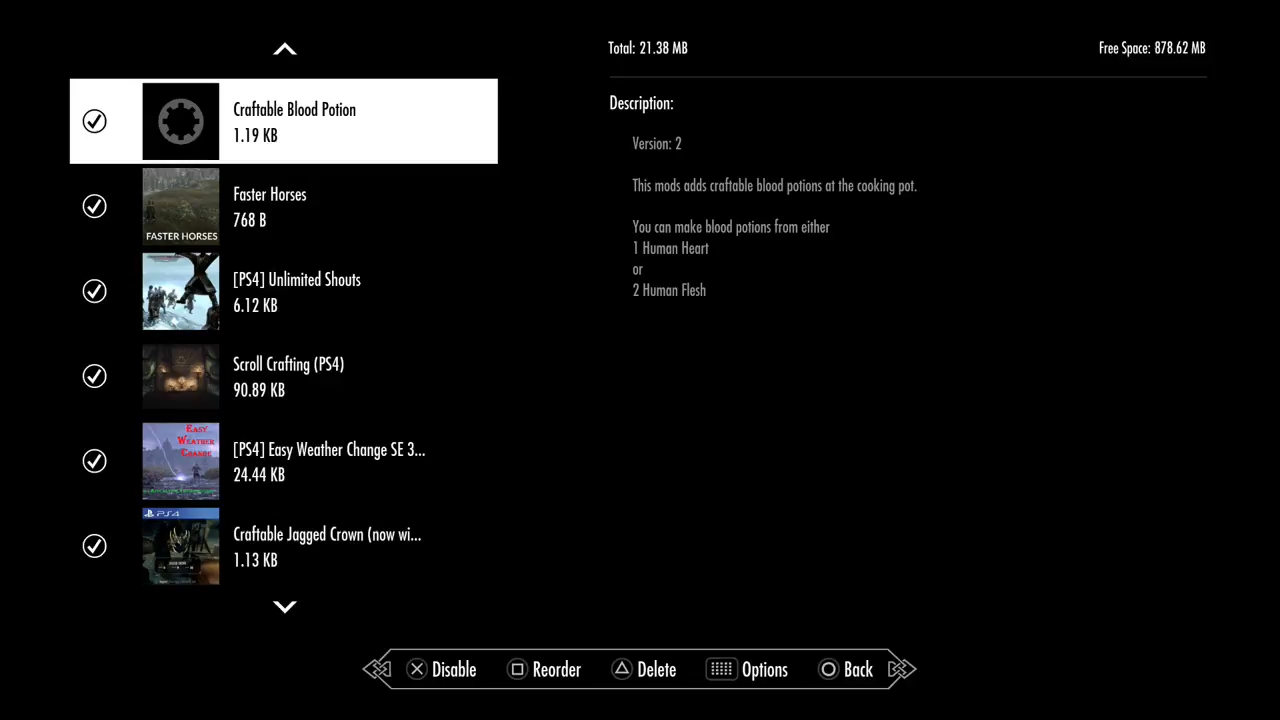 Total: 21.38 MB
Free Space: 878.62 MB
Craftable Blood Potion
1.19 KB
FASTER HORSES
Faster Horses
768 B
[PS4] Unlimited Shouts
6.12 KB
Scroll Crafting (PS4)
90.89 KB
EASY
WEATHER
CHANGE
[PS4] Easy Weather Change SE 3...
24.44 KB
PS4
Craftable Jagged Crown (now wi...
1.13 KB
Description:
Version: 2
This mods adds craftable blood potions at the cooking pot.
You can make blood potions from either
1 Human Heart
or
2 Human Flesh
Disable
Reorder
Delete
Options
Back